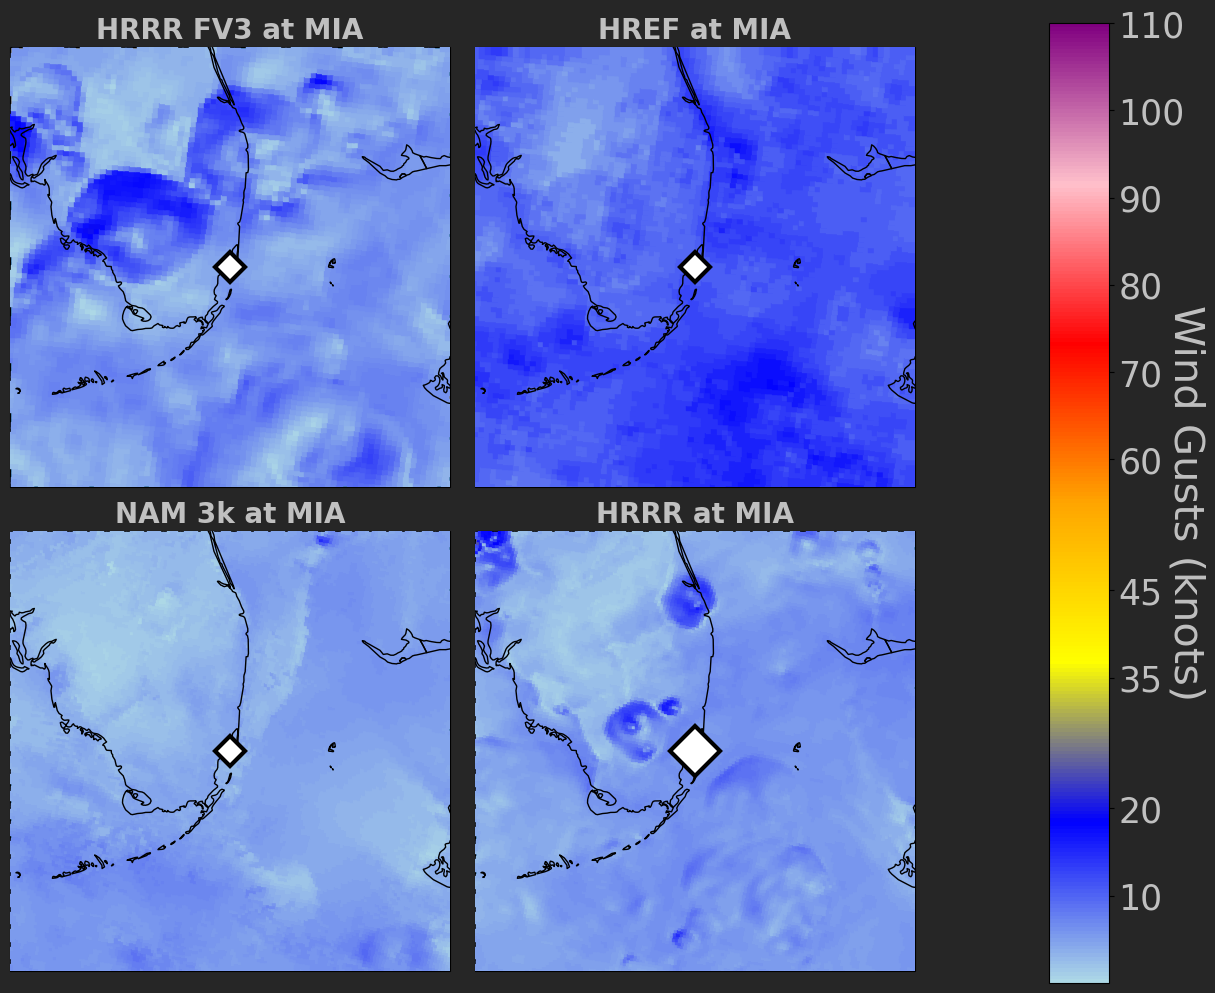 HRRR FV3 at MIA
HREF at MIA
NAM 3k at MIA
HRRR at MIA
110
100
90
80
70
60
45
35
20
10
Wind Gusts (knots)